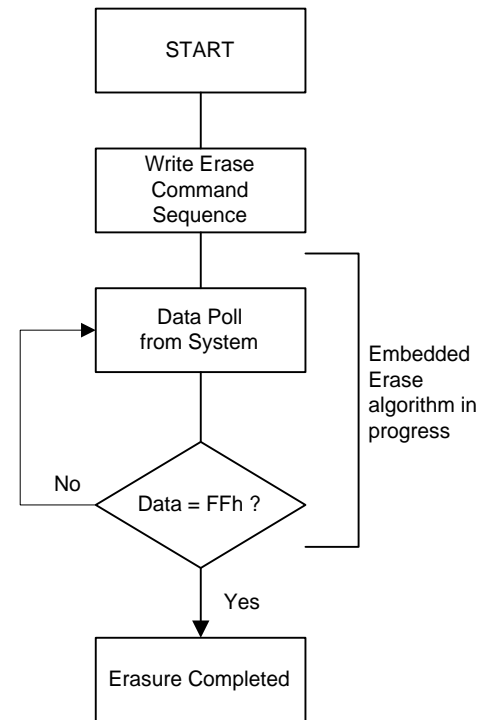 START
Write Erase
Command
Sequence
Data Poll
from System
Embedded
Erase
algorithm in
progress
No
Data = FFh ?
Yes
Erasure Completed